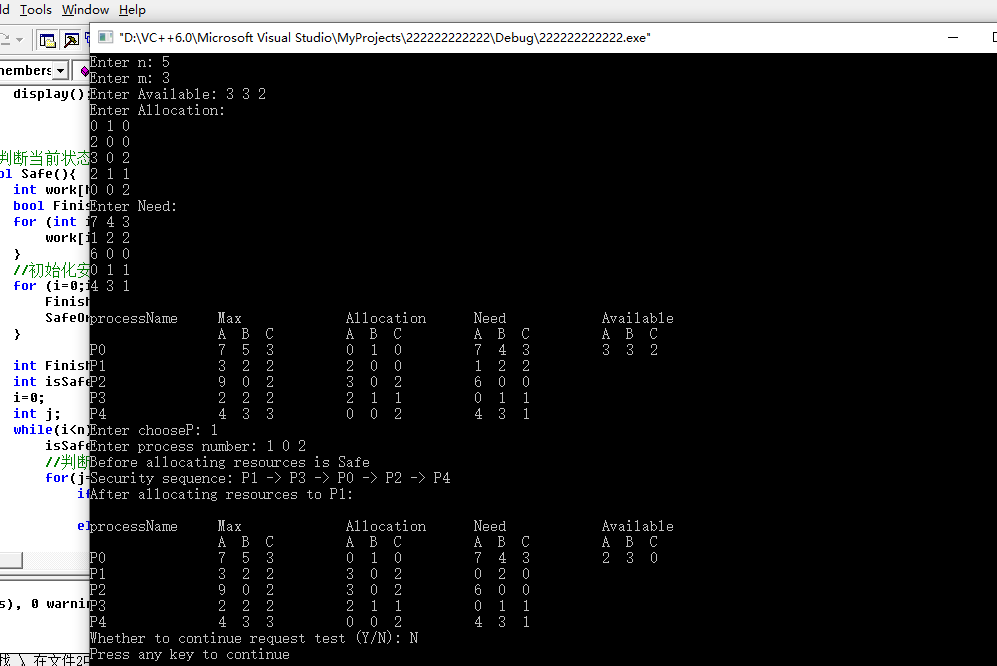 ld Tools Window Help
"D:\VC++6.0\Microsoft Visual Studio\MyProjects\222222222222\Debug\222222222222.exe"
members
display()
判断当前状态
ol Safe(){
int work[
bool Finis
for (int i
work[i
}
//初始化安
for (i=0;i
Finish
SafeOr
}
int Finish
int isSafe
i=0;
int j;
while(i<n)
isSafe
//判断
for(j=
if
el
s), 0 warni
找 \ 在文件2中
Enter n: 5
Enter m: 3
Enter Available: 3 3 2
Enter Allocation:
0 1 0
2 0 0
3 0 2
2 1 1
0 0 2
Enter Need:
7 4 3
1 2 2
6 0 0
0 1 1
4 3 1
processName Max Allocation Need Available
A B C A B C A B C A B C
P0 7 5 3 0 1 0 7 4 3 3 3 2
P1 3 2 2 2 0 0 1 2 2
P2 9 0 2 3 0 2 6 0 0
P3 2 2 2 2 1 1 0 1 1
P4 4 3 3 0 0 2 4 3 1
Enter chooseP: 1
Enter process number: 1 0 2
Before allocating resources is Safe
Security sequence: P1 -> P3 -> P0 -> P2 -> P4
After allocating resources to P1:
processName Max Allocation Need Available
A B C A B C A B C A B C
P0 7 5 3 0 1 0 7 4 3 2 3 0
P1 3 2 2 3 0 2 0 2 0
P2 9 0 2 3 0 2 6 0 0
P3 2 2 2 2 1 1 0 1 1
P4 4 3 3 0 0 2 4 3 1
Whether to continue request test (Y/N): N
Press any key to continue